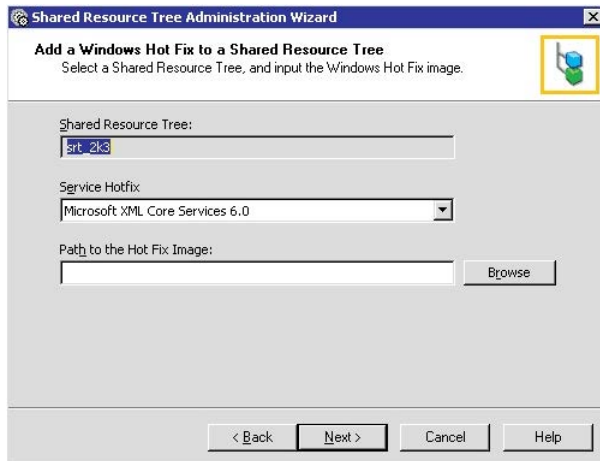 Shared Resource Tree Administration Wizard
Add a Windows Hot Fix to a Shared Resource Tree
Select a Shared Resource Tree, and input the Windows Hot Fix image.
Shared Resource Tree:
srt_2k3
Service Hotfix
Microsoft XML Core Services 6.0
Path to the Hot Fix Image:
Browse
< Back Next > Cancel Help